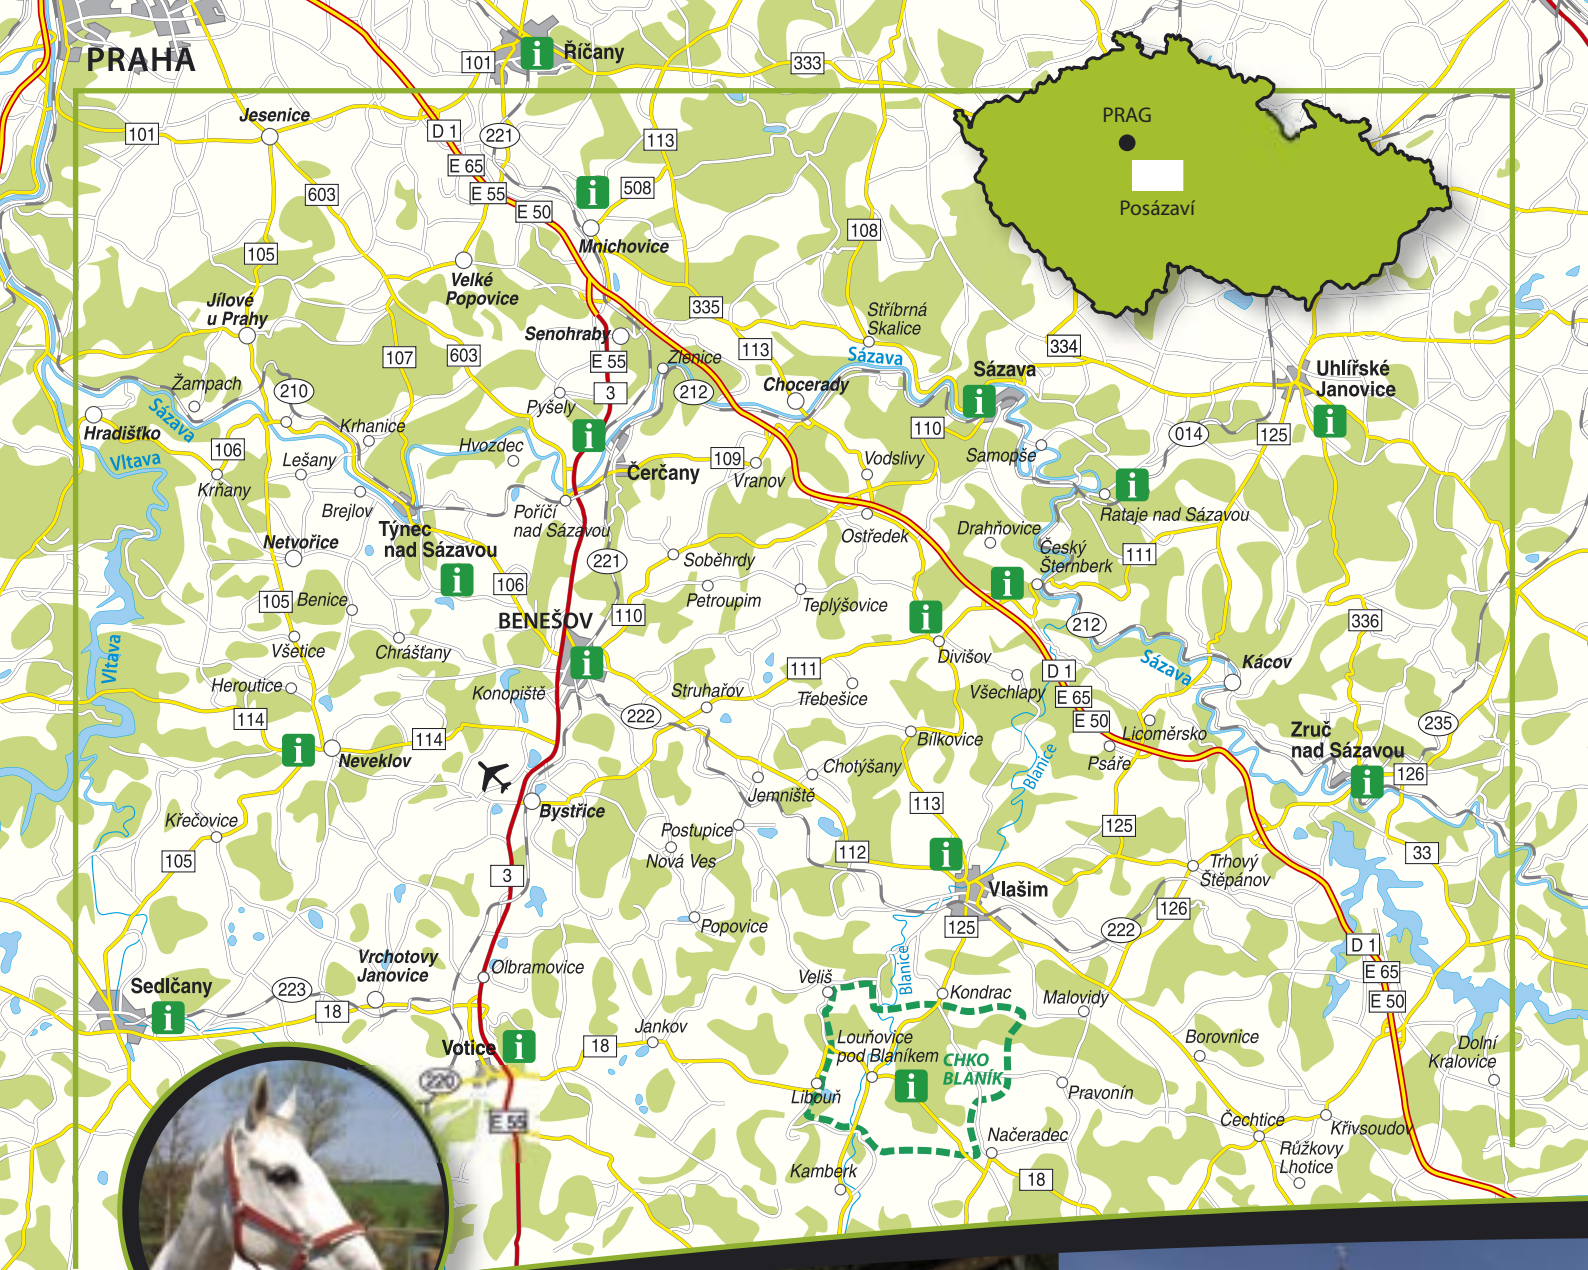 PRAHA
101
i
Říčany
333
PRAG
Posázaví
Jesenice
101
D 1
221
113
E 65
603
E 55
i
508
E 50
Mnichovice
108
105
Velké
Popovice
Jílové
u Prahy
335
Stříbrná
Skalice
Senohraby
107
603
E 55
Zlenice
113
Sázava
334
Sázava
Uhlířské
Janovice
Žampach
210
3
212
Chocerady
i
i
Pyšely
Hradišťko
Sázava
Krhanice
110
014
125
Vltava
106
Hvozdec
i
Samopše
Lešany
Čerčany
109
Vranov
Vodslivy
i
Krňany
Brejlov
Poříčí
nad Sázavou
Rataje nad Sázavou
Týnec
nad Sázavou
Ostředek
Drahňovice
Netvořice
Český
Šternberk
111
i
106
221
Soběhrdy
i
105
Benice
Petroupim
Teplýšovice
BENEŠOV
110
i
212
336
Všetice
Chrášťany
Vltava
i
Divišov
Sázava
Kácov
Heroutice
Konopiště
Struhařov
111
Třebešice
Všechlapy
D 1
E 65
114
222
E 50
Licoměrsko
235
i
114
Bílkovice
Zruč
nad Sázavou
Neveklov
Psáře
Blanice
Chotýšany
i
126
Jemniště
Bystřice
113
Křečovice
Postupice
125
105
Nová Ves
112
i
33
Trhový
Štěpánov
3
Vlašim
126
Popovice
125
222
D 1
Vrchotovy
Janovice
Olbramovice
Blanice
E 65
Sedlčany
223
Veliš
Kondrac
Malovidy
E 50
i
18
Votice
i
18
Jankov
Louňovice
pod Blaníkem
CHKO
BLANÍK
Borovnice
Dolní
Kralovice
220
i
Libouň
Pravonín
E 55
Čechtice
Křivsoudov
Načeradec
Růžkovy
Lhotice
Kamberk
18